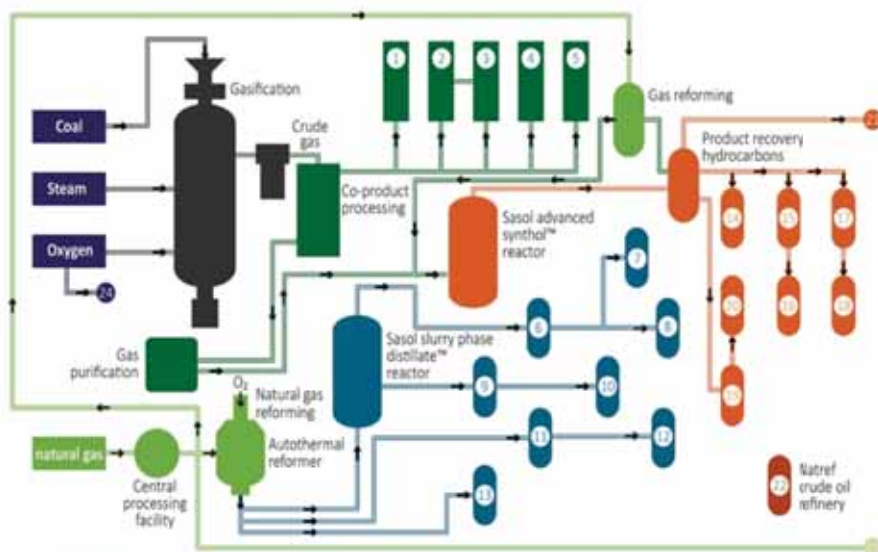 Gasification
Coal
Crude
gas
Steam
Oxygen
24
Co-product
processing
1
2
3
4
5
Gas reforming
Product recovery
hydrocarbons
14
15
17
18
20
Sasol advanced
synthol™
reactor
7
6
8
Sasol slurry phase
distillate™
reactor
9
10
11
12
13
Gas
purification
O₂
Natural gas
reforming
natural gas
Autothermal
reformer
Central
processing
facility
22
Natref
crude oil
refinery